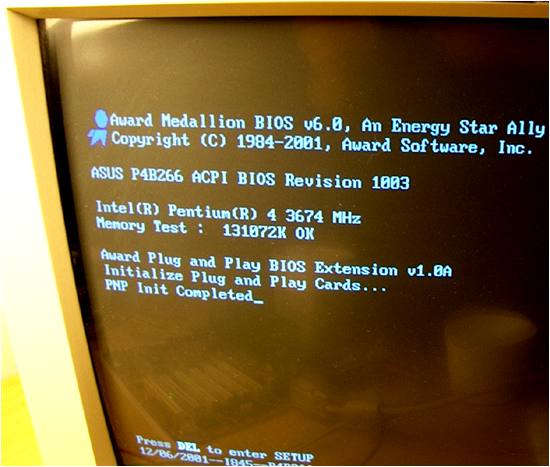 Award Medallion BIOS v6.0, An Energy Star Ally
Copyright (C) 1984-2001, Award Software, Inc.
ASUS P4B266 ACPI BIOS Revision 1003
Intel(R) Pentium(R) 4 3674 MHz
Memory Test : 131072K OK
Award Plug and Play BIOS Extension v1.0A
Initialize Plug and Play Cards...
PNP Init Completed_
Press DEL to enter SETUP
12/06/2001--I845--